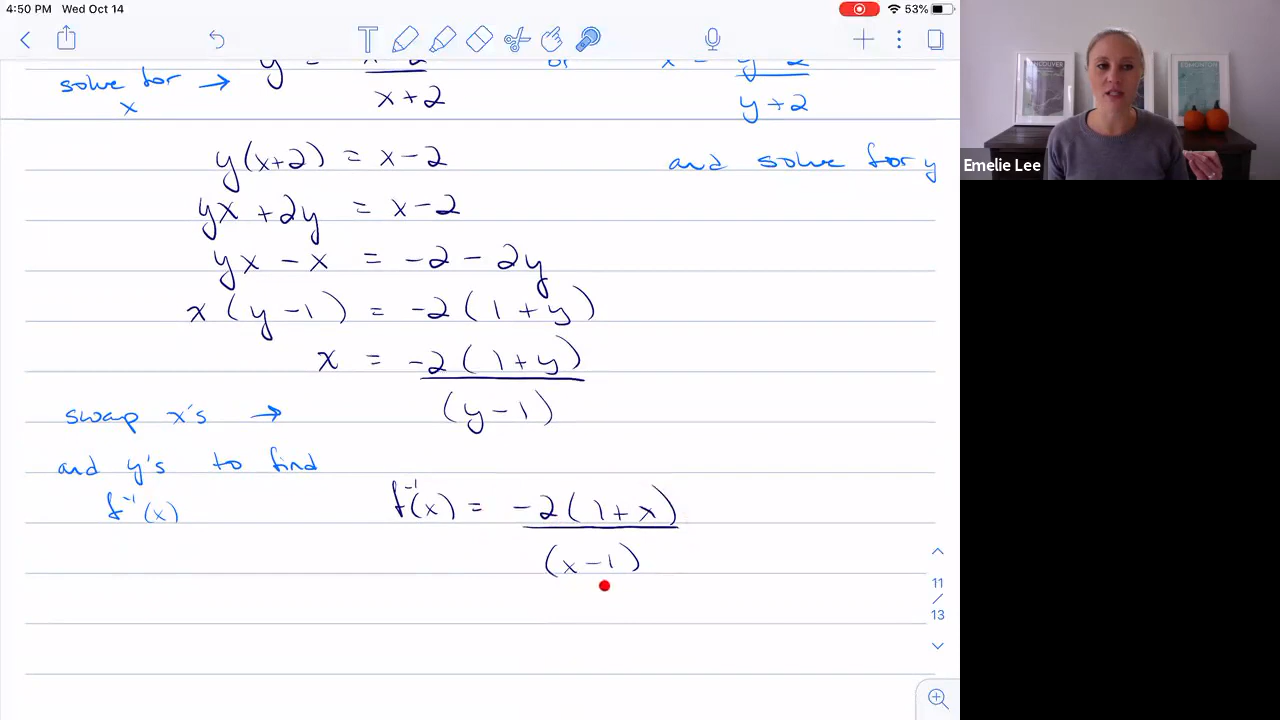 4:50 PM Wed Oct 14
53%
solve for → y = x-2 or x = y-2
x
x+2
y+2
y(x+2) = x-2
and solve for y
Emelie Lee
yx +2y = x-2
yx - x = -2 - 2y
x (y-1) = -2 (1+y)
x = -2 (1+y)
(y-1)
swap x's →
and y's to find
f⁻¹(x)
f⁻¹(x) = -2 (1+x)
(x-1)
11
/
13
VANCOUVER
EDMONTON
T